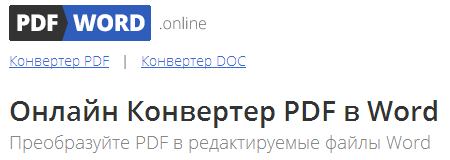 PDF WORD .online
Конвертер PDF | Конвертер DOC
Онлайн Конвертер PDF в Word
Преобразуйте PDF в редактируемые файлы Word